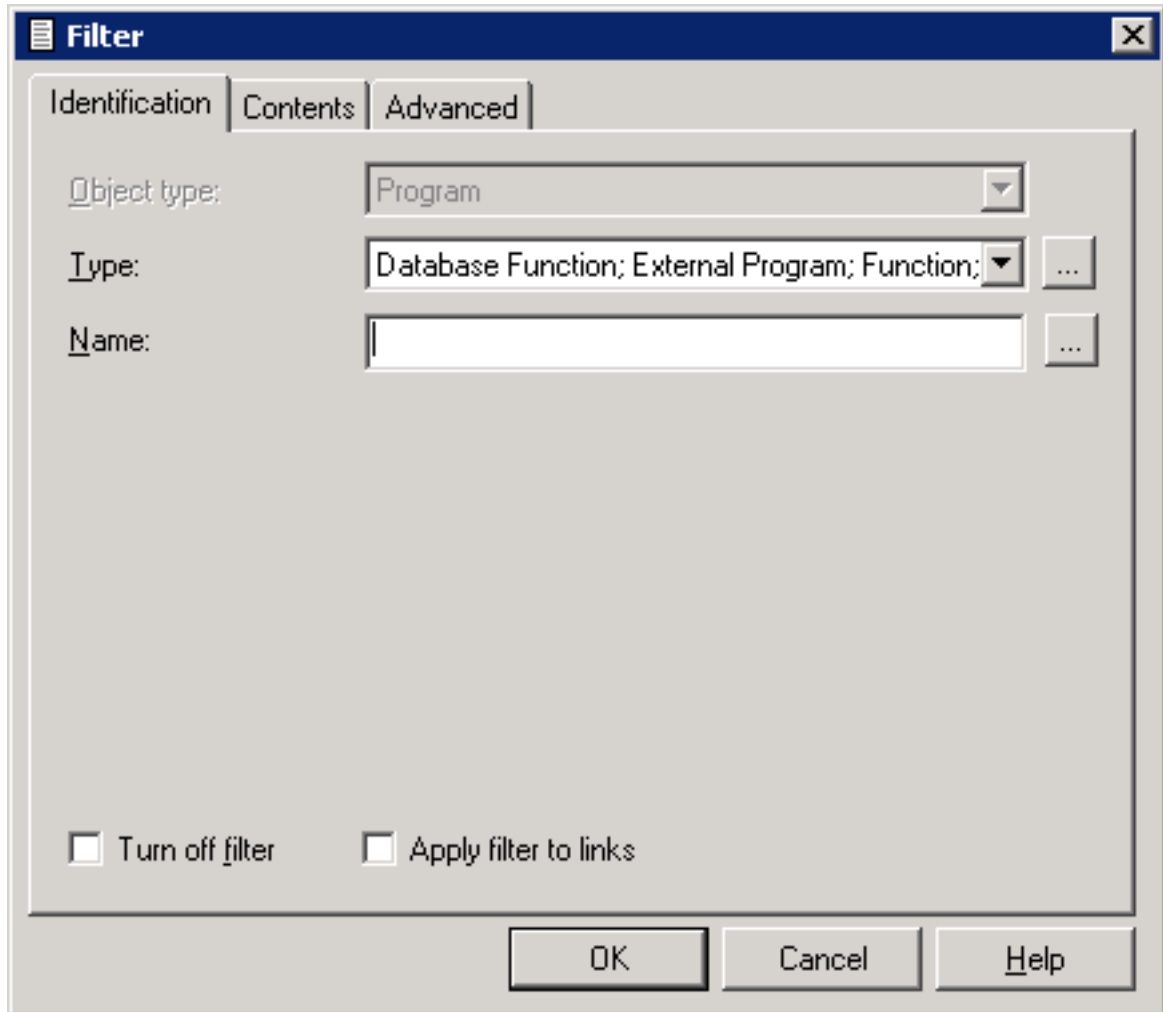 Filter
Identification Contents Advanced
Object type: Program
Type: Database Function; External Program; Function; ...
Name: ...
Turn off filter Apply filter to links
OK Cancel Help